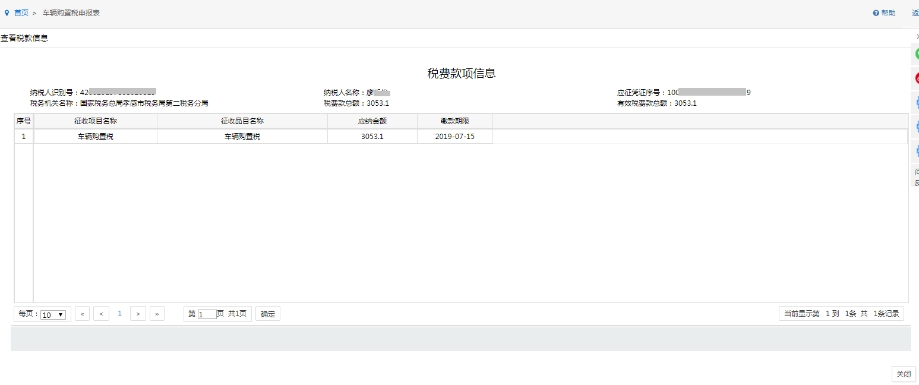 首页 > 车辆购置税申报表 帮助
查看税款信息
税费款项信息
纳税人识别号：42 纳税人名称： 应征凭证序号：100 9
税务机关名称：国家税务总局孝感市税务局第二税务分局 税费款总额：3053.1 有效税费款总额：3053.1
序号 征收项目名称 征收品目名称 应纳金额 缴款期限
1 车辆购置税 车辆购置税 3053.1 2019-07-15
每页：10 « < 1 > » 第 1 页 共1页 确定 当前显示第 1 到 1条 共 1条记录
关闭